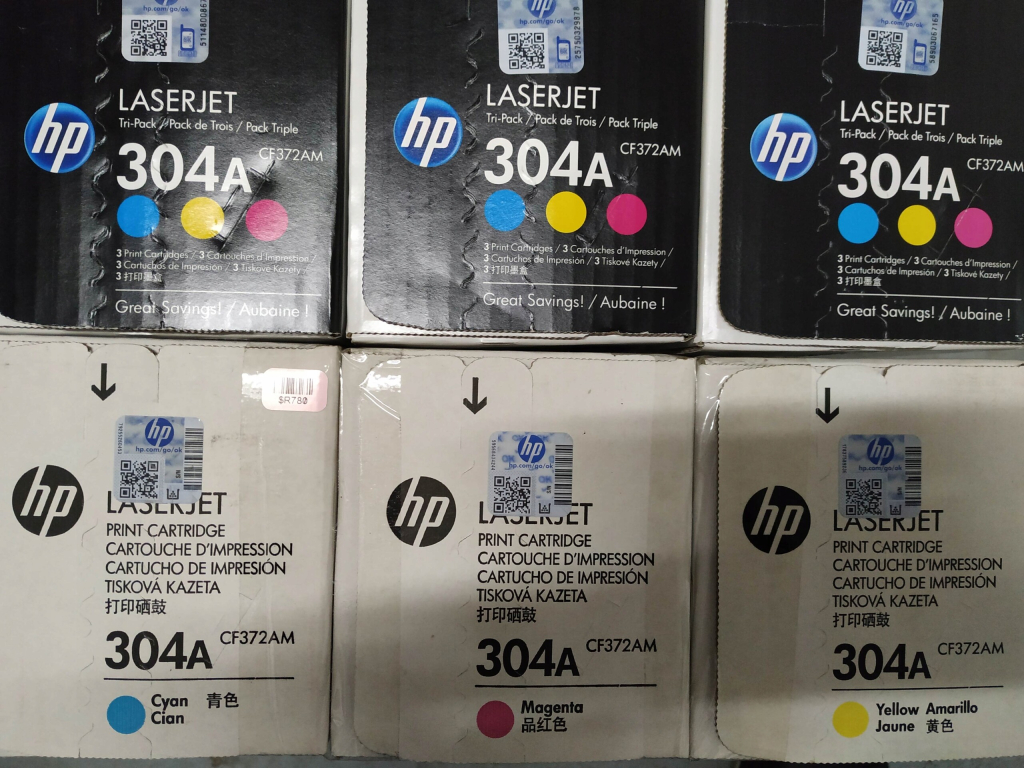 hp
hp.com/go/ok
hp
LASERJET
Tri-Pack / Pack de Trois / Pack Triple
304A CF372AM
3 Print Cartridges / 3 Cartouches d'Impression /
3 Cartuchos de Impresión / 3 Tiskové Kazety /
3 打印墨盒
Great Savings! / Aubaine !
hp
hp.com/go/ok
25750329878
hp
LASERJET
Tri-Pack / Pack de Trois / Pack Triple
304A CF372AM
3 Print Cartridges / 3 Cartouches d'Impression /
3 Cartuchos de Impresión / 3 Tiskové Kazety /
3 打印墨盒
Great Savings! / Aubaine !
hp
hp.com/go/ok
58903067165
hp
LASERJET
Tri-Pack / Pack de Trois / Pack Triple
304A CF372AM
3 Print Cartridges / 3 Cartouches d'Impression /
3 Cartuchos de Impresión / 3 Tiskové Kazety /
3 打印墨盒
Great Savings! / Aubaine !
$R780
hp
hp.com/go/ok
hp
LASERJET
PRINT CARTRIDGE
CARTOUCHE D'IMPRESSION
CARTUCHO DE IMPRESIÓN
TISKOVÁ KAZETA
打印硒鼓
304A CF372AM
Cyan 青色
Cian
hp
hp.com/go/ok
hp
LASERJET
PRINT CARTRIDGE
CARTOUCHE D'IMPRESSION
CARTUCHO DE IMPRESIÓN
TISKOVÁ KAZETA
打印硒鼓
304A CF372AM
Magenta
品红色
hp
hp.com/go/ok
hp
LASERJET
PRINT CARTRIDGE
CARTOUCHE D'IMPRESSION
CARTUCHO DE IMPRESIÓN
TISKOVÁ KAZETA
打印硒鼓
304A CF372AM
Yellow Amarillo
Jaune 黄色